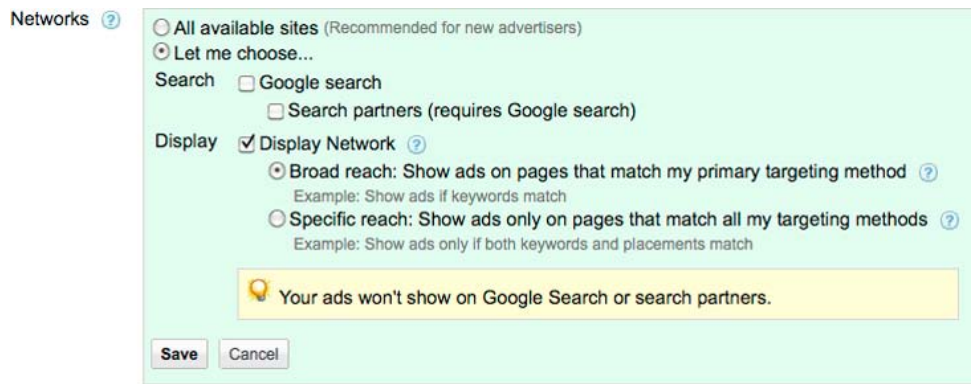 Networks ?
All available sites (Recommended for new advertisers)
Let me choose...
Search Google search
Search partners (requires Google search)
Display Display Network ?
Broad reach: Show ads on pages that match my primary targeting method ?
Example: Show ads if keywords match
Specific reach: Show ads only on pages that match all my targeting methods ?
Example: Show ads only if both keywords and placements match
Your ads won't show on Google Search or search partners.
Save Cancel